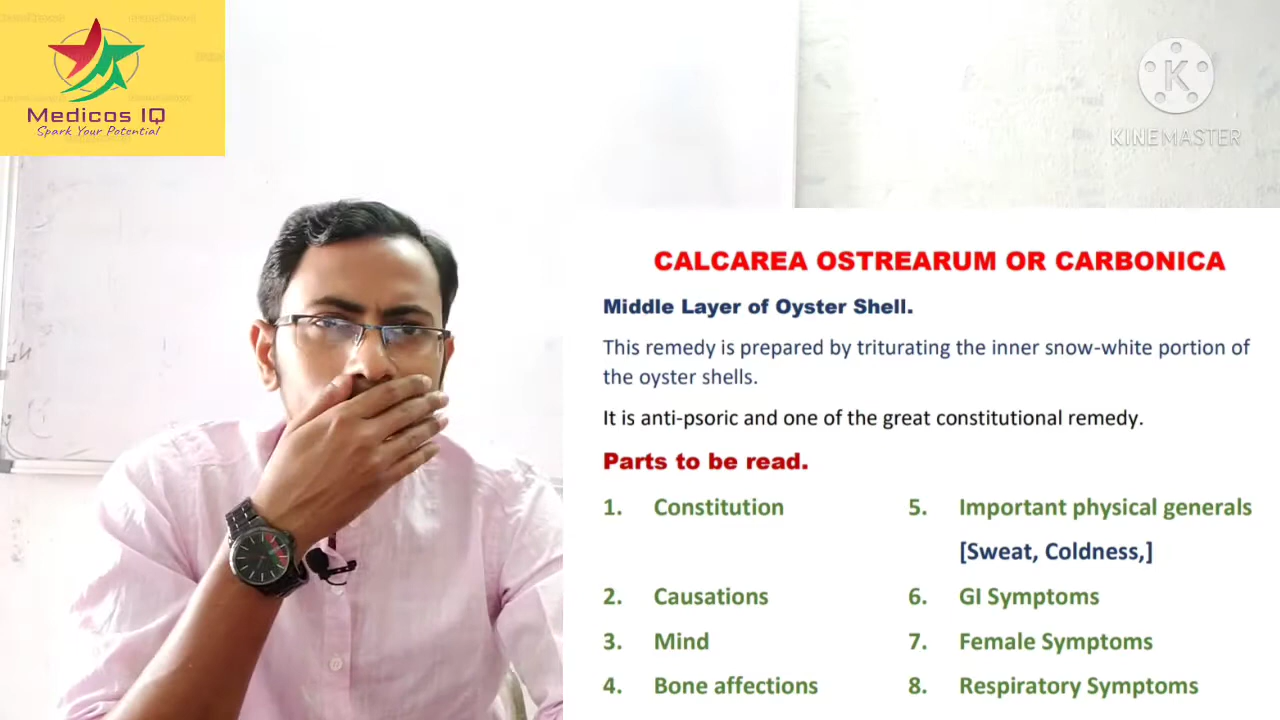 Medicos IQ
Spark Your Potential
KINEMASTER
CALCAREA OSTREARUM OR CARBONICA
Middle Layer of Oyster Shell.
This remedy is prepared by triturating the inner snow-white portion of
the oyster shells.
It is anti-psoric and one of the great constitutional remedy.
Parts to be read.
1. Constitution
2. Causations
3. Mind
4. Bone affections
5. Important physical generals
[Sweat, Coldness,]
6. GI Symptoms
7. Female Symptoms
8. Respiratory Symptoms